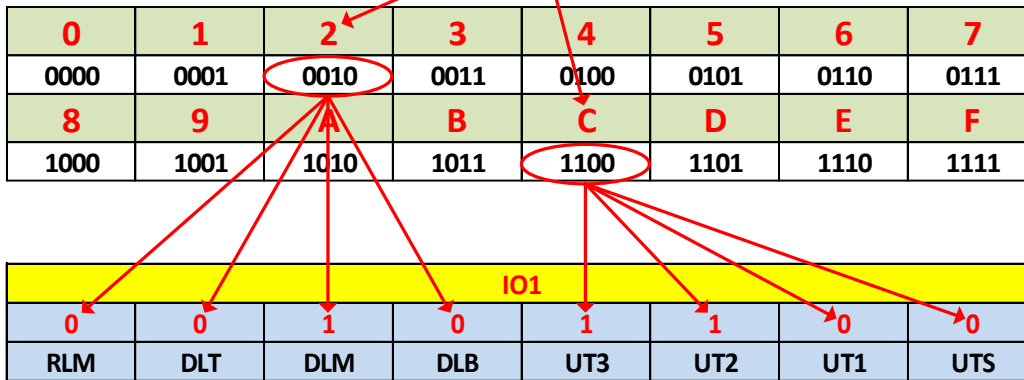 0 1 2 3 4 5 6 7
0000 0001 0010 0011 0100 0101 0110 0111
8 9 A B C D E F
1000 1001 1010 1011 1100 1101 1110 1111
IO1
0 0 1 0 1 1 0 0
RLM DLT DLM DLB UT3 UT2 UT1 UTS